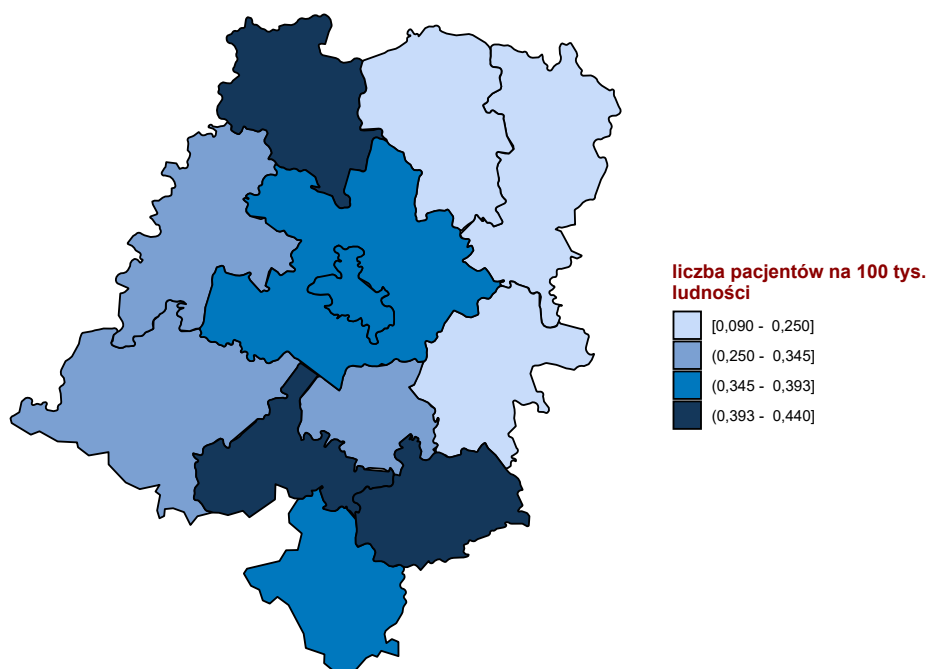 liczba pacjentów na 100 tys.
ludności
[0,090 - 0,250]
(0,250 - 0,345]
(0,345 - 0,393]
(0,393 - 0,440]